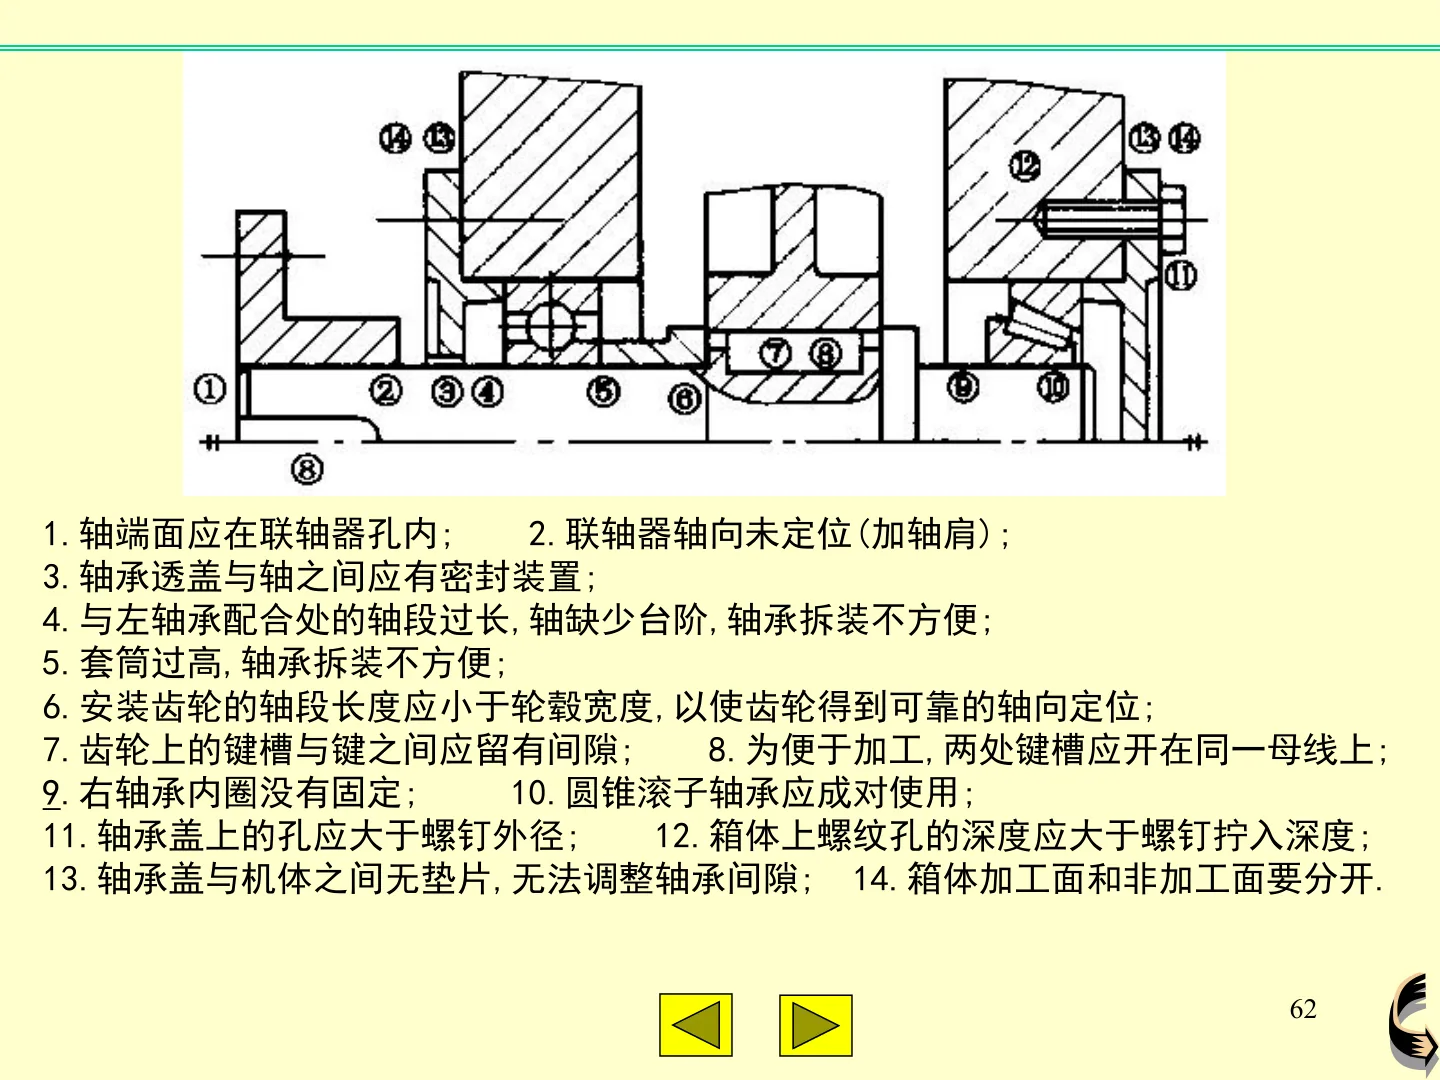 ⑭ ⑬ ⑬ ⑭
⑫
⑪
⑦ ⑧
① ② ③ ④ ⑤ ⑥ ⑨ ⑩
⑧
1.轴端面应在联轴器孔内; 2.联轴器轴向未定位(加轴肩);
3.轴承透盖与轴之间应有密封装置;
4.与左轴承配合处的轴段过长,轴缺少台阶,轴承拆装不方便;
5.套筒过高,轴承拆装不方便;
6.安装齿轮的轴段长度应小于轮毂宽度,以使齿轮得到可靠的轴向定位;
7.齿轮上的键槽与键之间应留有间隙; 8.为便于加工,两处键槽应开在同一母线上;
9.右轴承内圈没有固定; 10.圆锥滚子轴承应成对使用;
11.轴承盖上的孔应大于螺钉外径; 12.箱体上螺纹孔的深度应大于螺钉拧入深度;
13.轴承盖与机体之间无垫片,无法调整轴承间隙; 14.箱体加工面和非加工面要分开.
62